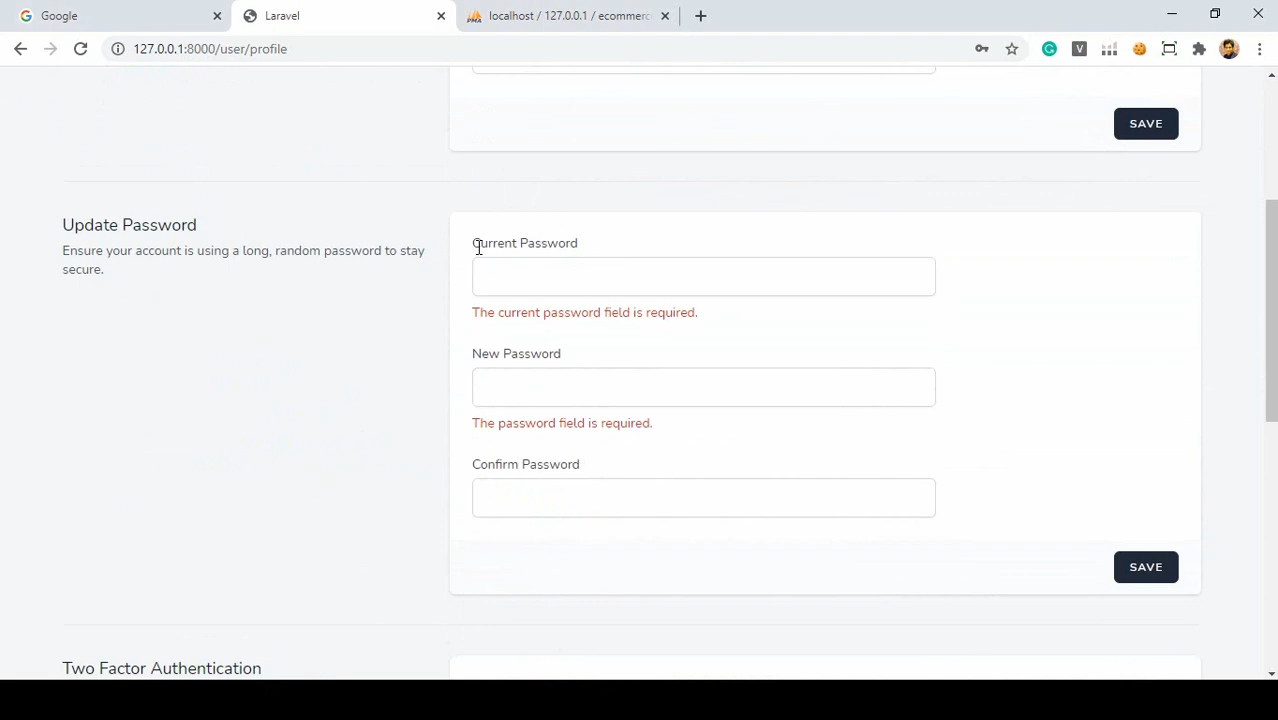 Google
Laravel
localhost / 127.0.0.1 / ecommerc
127.0.0.1:8000/user/profile
SAVE
Update Password
Ensure your account is using a long, random password to stay
secure.
Current Password
The current password field is required.
New Password
The password field is required.
Confirm Password
SAVE
Two Factor Authentication